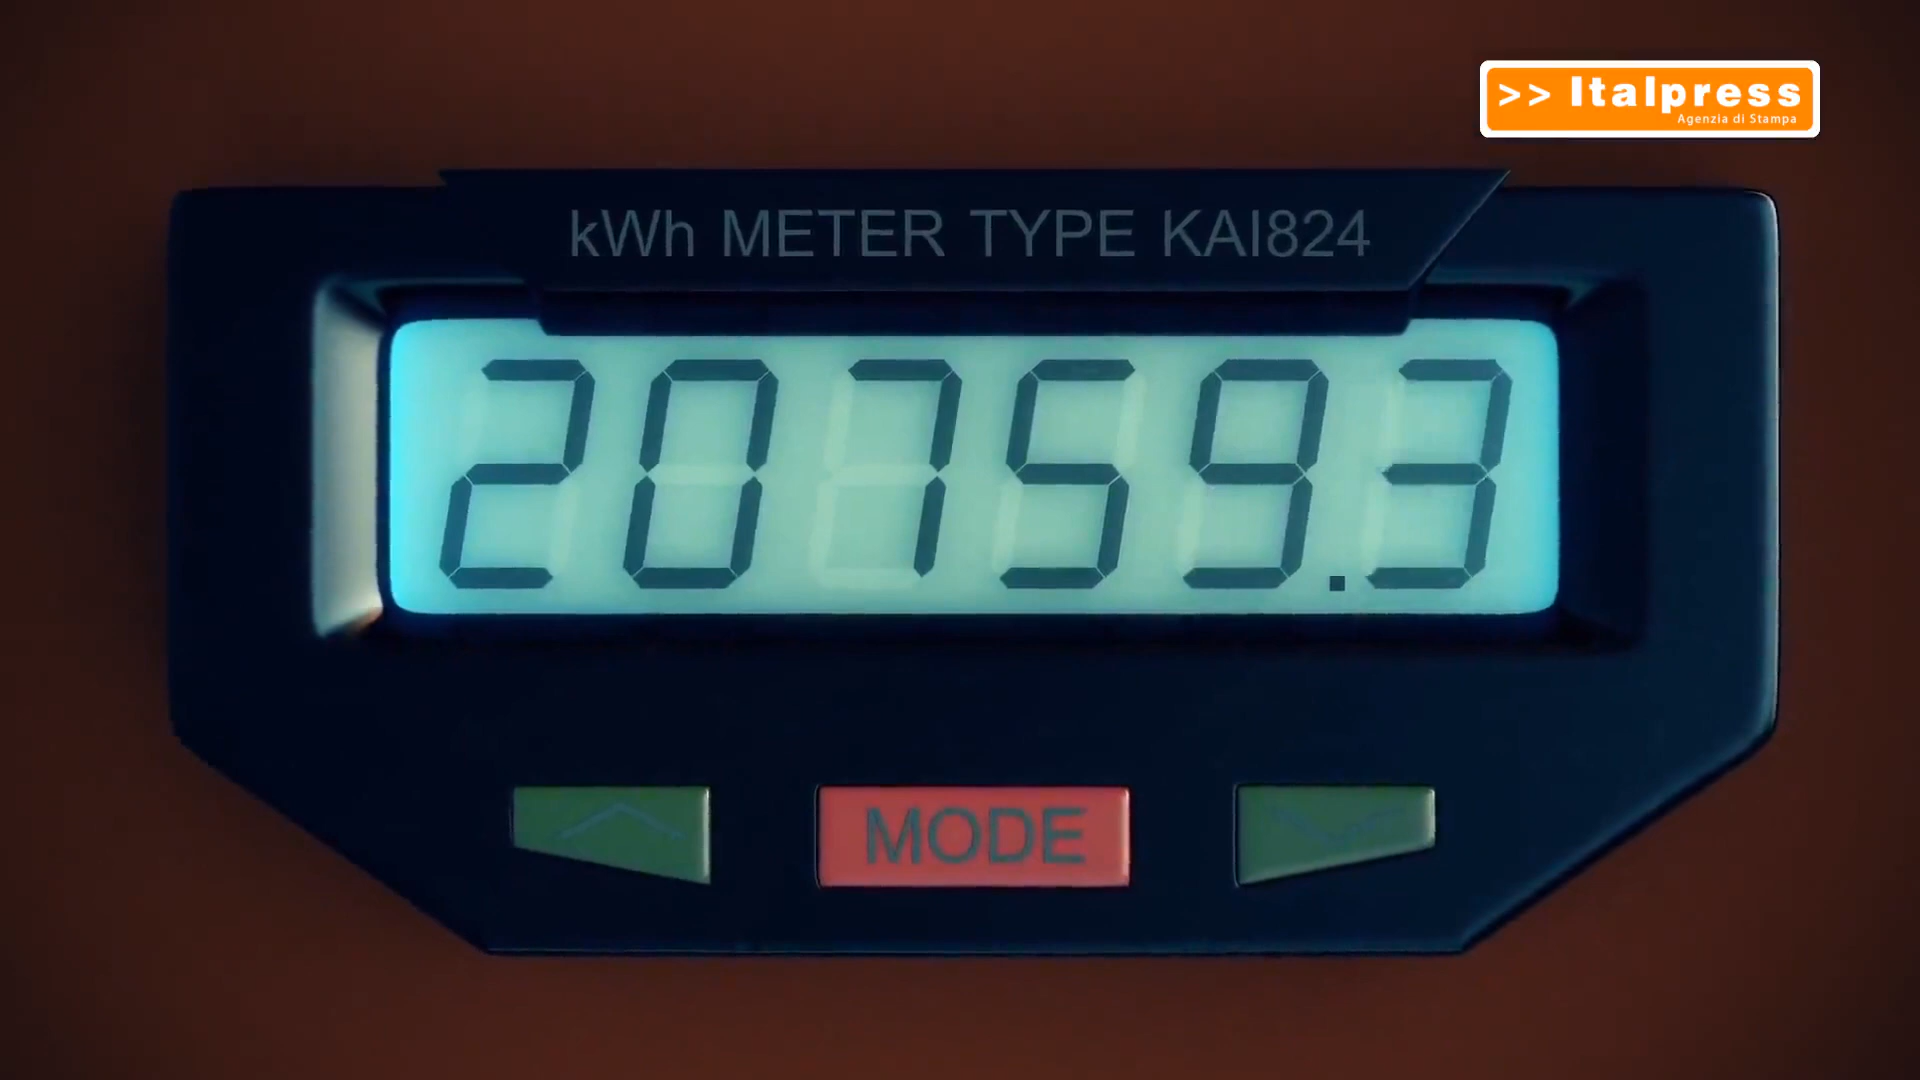 >> Italpress
Agenzia di Stampa
kWh METER TYPE KAI824
20759.3
MODE